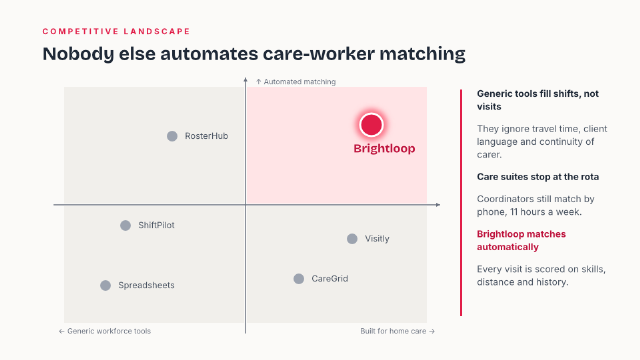 COMPETITIVE LANDSCAPE
Nobody else automates care-worker matching
↑ Automated matching
RosterHub
Brightloop
ShiftPilot
Visitly
CareGrid
Spreadsheets
← Generic workforce tools
Built for home care →
Generic tools fill shifts, not
visits
They ignore travel time, client
language and continuity of
carer.
Care suites stop at the rota
Coordinators still match by
phone, 11 hours a week.
Brightloop matches
automatically
Every visit is scored on skills,
distance and history.